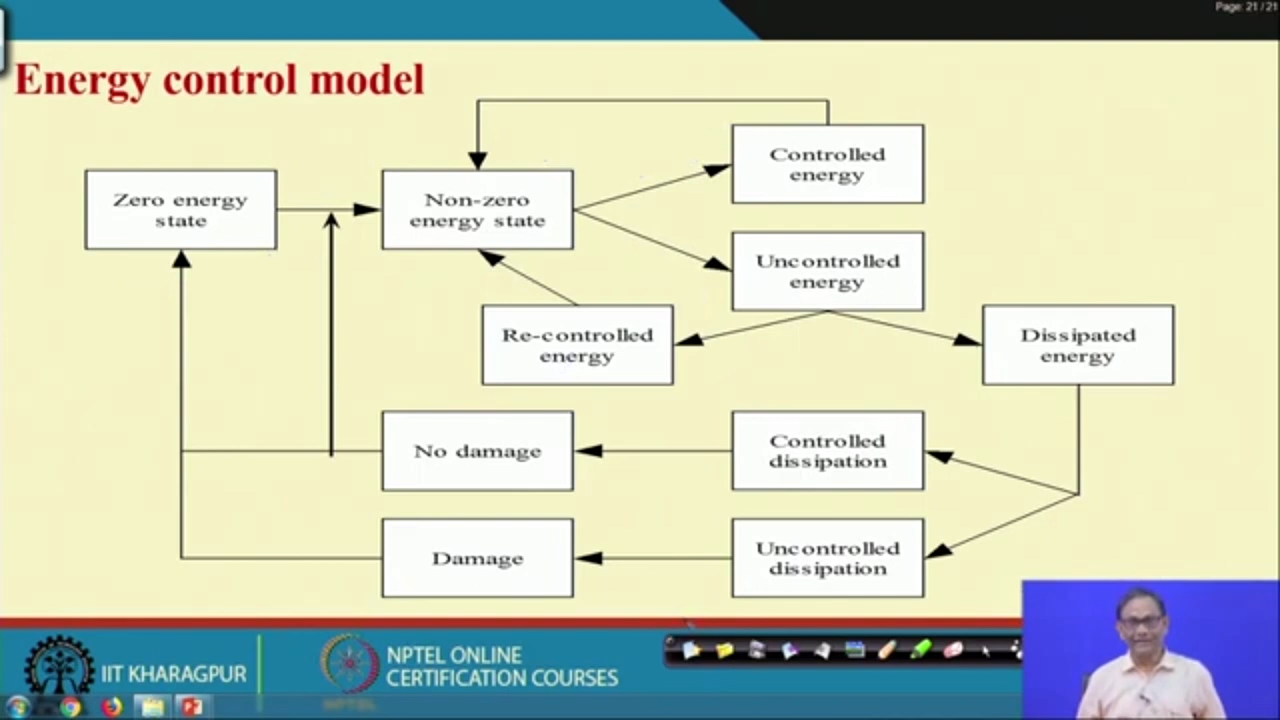 Page: 21 / 21
Energy control model
Zero energy
state
Non-zero
energy state
Controlled
energy
Uncontrolled
energy
Re-controlled
energy
Dissipated
energy
No damage
Controlled
dissipation
Damage
Uncontrolled
dissipation
IIT KHARAGPUR
NPTEL ONLINE
CERTIFICATION COURSES
NPTEL